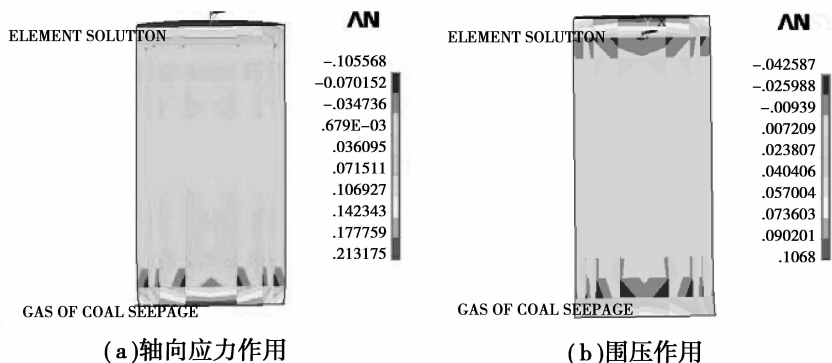 AN
ELEMENT SOLUTTON
-.105568
-0.070152
-.034736
.679E-03
.036095
.071511
.106927
.142343
.177759
.213175
GAS OF COAL SEEPAGE
(a)轴向应力作用
AN
ELEMENT SOLUTTON
-.042587
-.025988
-.00939
.007209
.023807
.040406
.057004
.073603
.090201
.1068
GAS OF COAL SEEPAGE
(b)围压作用